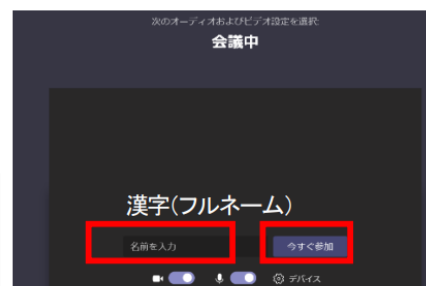 次のオーディオおよびビデオ設定を選択:
会議中
漢字(フルネーム)
名前を入力
今すぐ参加
デバイス